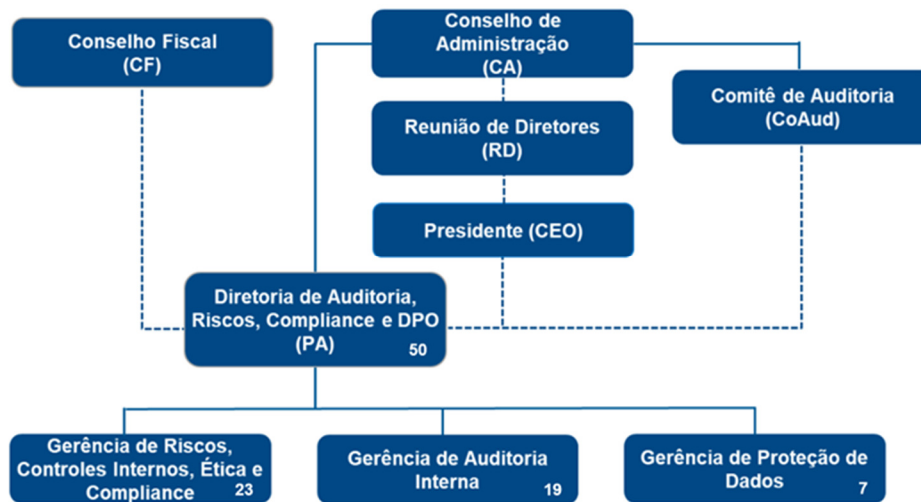 Conselho Fiscal
(CF)
Conselho
de
Administração
(CA)
Comitê de Auditoria
(CoAud)
Reunião de Diretores
(RD)
Presidente (CEO)
Diretoria de Auditoria,
Riscos, Compliance e DPO
(PA) 50
Gerência de Riscos,
Controles Internos, Ética e
Compliance 23
Gerência de Auditoria
Interna 19
Gerência de Proteção de
Dados 7